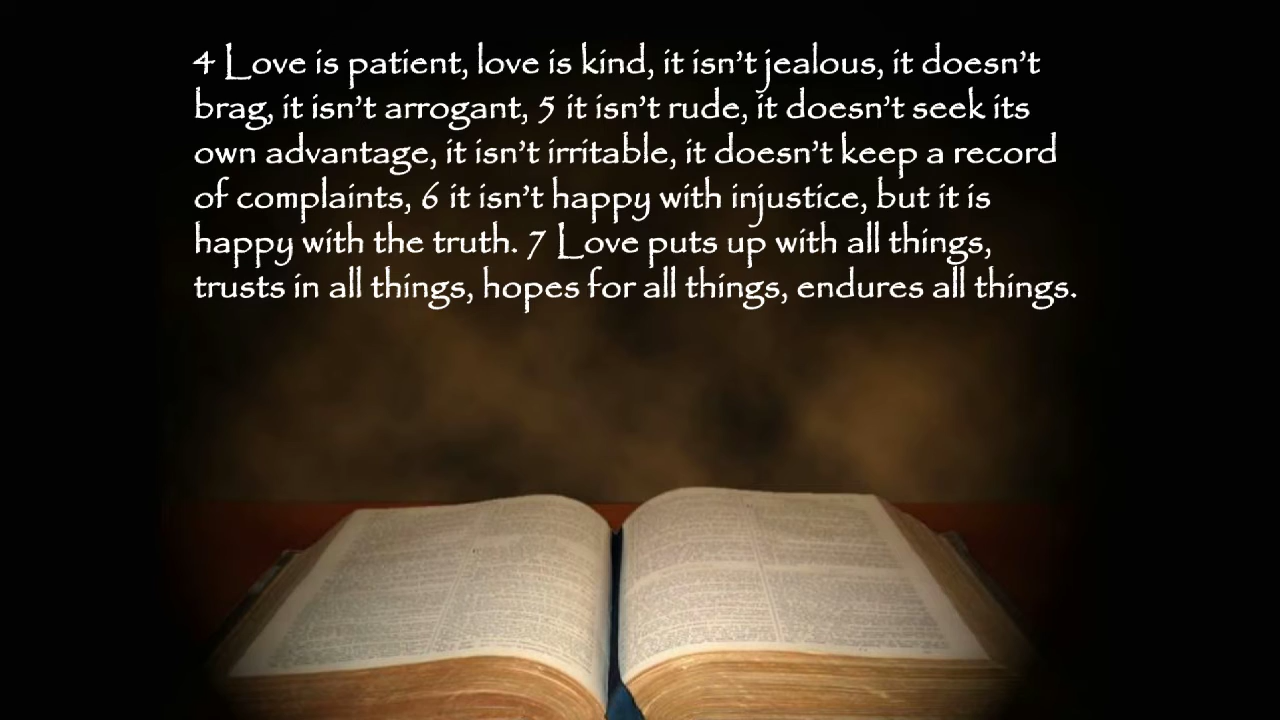 4 Love is patient, love is kind, it isn’t jealous, it doesn’t
brag, it isn’t arrogant, 5 it isn’t rude, it doesn’t seek its
own advantage, it isn’t irritable, it doesn’t keep a record
of complaints, 6 it isn’t happy with injustice, but it is
happy with the truth. 7 Love puts up with all things,
trusts in all things, hopes for all things, endures all things.